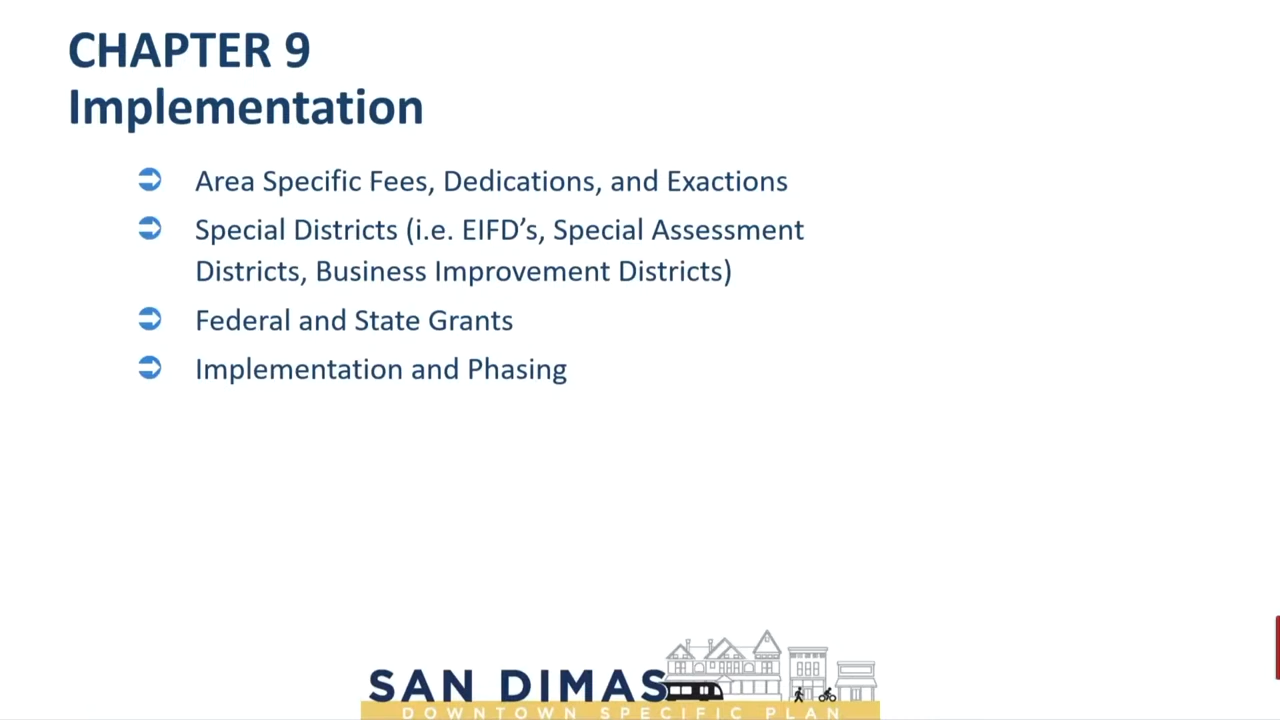 CHAPTER 9
Implementation
Area Specific Fees, Dedications, and Exactions
Special Districts (i.e. EIFD’s, Special Assessment
Districts, Business Improvement Districts)
Federal and State Grants
Implementation and Phasing
SAN DIMAS
DOWNTOWN SPECIFIC PLAN